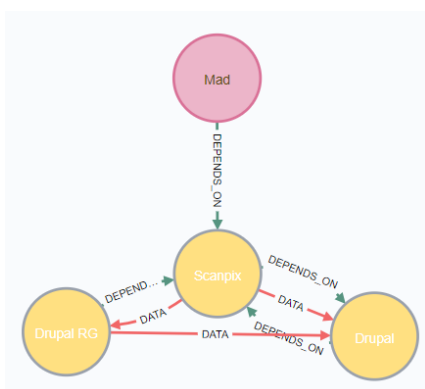 Mad
DEPENDS_ON
Scanpix
DEPENDS_ON
DEPEND...
DATA
DATA
Drupal RG
DATA
DEPENDS_ON
Drupal